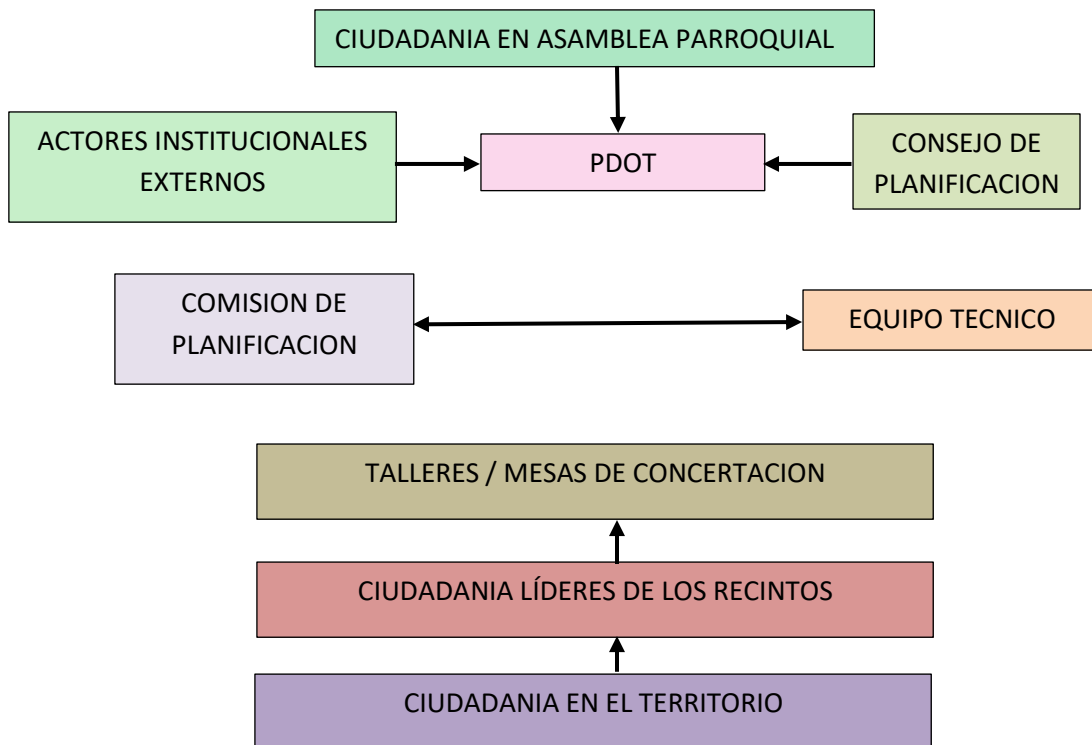 CIUDADANIA EN ASAMBLEA PARROQUIAL
ACTORES INSTITUCIONALES
EXTERNOS
PDOT
CONSEJO DE
PLANIFICACION
COMISION DE
PLANIFICACION
EQUIPO TECNICO
TALLERES / MESAS DE CONCERTACION
CIUDADANIA LÍDERES DE LOS RECINTOS
CIUDADANIA EN EL TERRITORIO